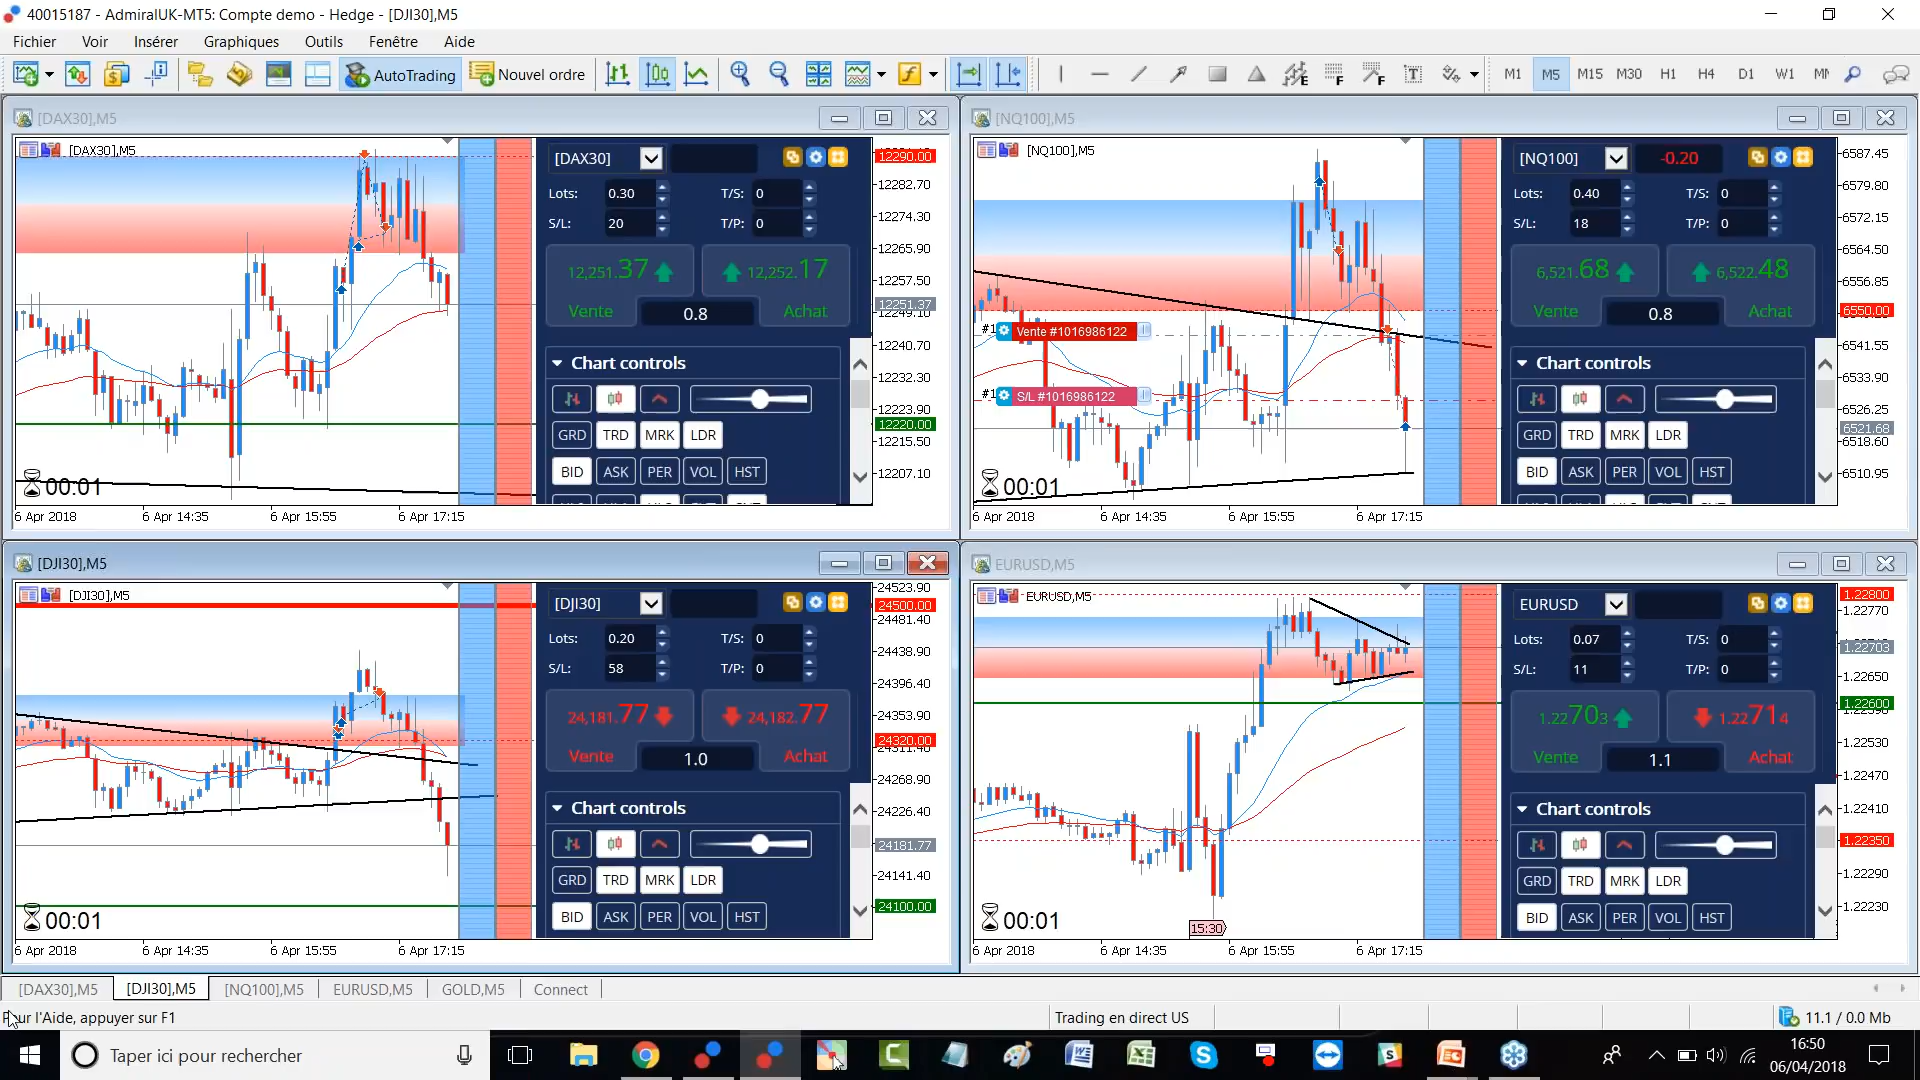 40015187 - AdmiralUK-MT5: Compte demo - Hedge - [DJI30],M5
Fichier Voir Insérer Graphiques Outils Fenêtre Aide
AutoTrading Nouvel ordre M1 M5 M15 M30 H1 H4 D1 W1
[DAX30],M5
[DAX30],M5
[DAX30]
Lots: 0.30 T/S: 0
S/L: 20 T/P: 0
12,251.37 12,252.17
Vente 0.8 Achat
Chart controls
GRD TRD MRK LDR
BID ASK PER VOL HST
12290.00
12282.70
12274.30
12265.90
12257.50
12251.37
12249.10
12240.70
12232.30
12223.90
12220.00
12215.50
12207.10
00:01
6 Apr 2018 6 Apr 14:35 6 Apr 15:55 6 Apr 17:15
[NQ100],M5
[NQ100],M5
[NQ100] -0.20
Lots: 0.40 T/S: 0
S/L: 18 T/P: 0
6,521.68 6,522.48
Vente 0.8 Achat
Chart controls
GRD TRD MRK LDR
BID ASK PER VOL HST
#1 Vente #1016986122
#1 S/L #1016986122
6587.45
6579.80
6572.15
6564.50
6556.85
6550.00
6541.55
6533.90
6526.25
6521.68
6518.60
6510.95
00:01
6 Apr 2018 6 Apr 14:35 6 Apr 15:55 6 Apr 17:15
[DJI30],M5
[DJI30],M5
[DJI30]
Lots: 0.20 T/S: 0
S/L: 58 T/P: 0
24,181.77 24,182.77
Vente 1.0 Achat
Chart controls
GRD TRD MRK LDR
BID ASK PER VOL HST
24523.90
24500.00
24481.40
24438.90
24396.40
24353.90
24320.00
24311.40
24268.90
24226.40
24181.77
24141.40
24100.00
00:01
6 Apr 2018 6 Apr 14:35 6 Apr 15:55 6 Apr 17:15
EURUSD,M5
EURUSD,M5
EURUSD
Lots: 0.07 T/S: 0
S/L: 11 T/P: 0
1.22703 1.22714
Vente 1.1 Achat
Chart controls
GRD TRD MRK LDR
BID ASK PER VOL HST
1.22800
1.22770
1.22703
1.22650
1.22600
1.22530
1.22470
1.22410
1.22350
1.22290
1.22230
00:01
15:30
6 Apr 2018 6 Apr 14:35 6 Apr 15:55 6 Apr 17:15
[DAX30],M5 [DJI30],M5 [NQ100],M5 EURUSD,M5 GOLD,M5 Connect
Pour l'Aide, appuyer sur F1 Trading en direct US 11.1 / 0.0 Mb
Taper ici pour rechercher
16:50
06/04/2018